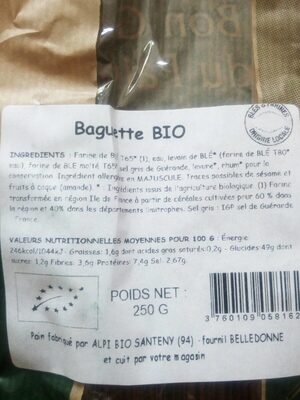 Bon C
BLÉS & FARINES
INITIATIVE LOCALE
Baguette BIO
INGREDIENTS : Farine de BLÉ T65* (1), eau, levain de BLÉ* (farine de BLÉ T80*
eau), farine de BLE malté T65*, sel gris de Guérande, levure*, rhum* pour la
conservation. Ingrédient allergène en MAJUSCULE. Traces possibles de sésame et
fruits à coque (amande). * : Ingrédients issus de l'agriculture biologique. (1) Farine
transformée en région Ile de France à partir de céréales cultivées pour 60 % dans
la région et 40% dans les départements limitrophes. Sel gris : IGP sel de Guérande
. France.
VALEURS NUTRITIONNELLES MOYENNES POUR 100 G : Énergie
246kcal/1044kJ - Graisses: 1,6g dont acides gras saturés:0,2g - Glucides:49g dont
sucres: 1,2g Fibres: 3,5g Protéines: 7,4g Sel: 2.67g.
POIDS NET :
250 G
3760109058162
Pain fabriqué par ALPI BIO SANTENY (94) - fournil BELLEDONNE
et cuit par votre magasin